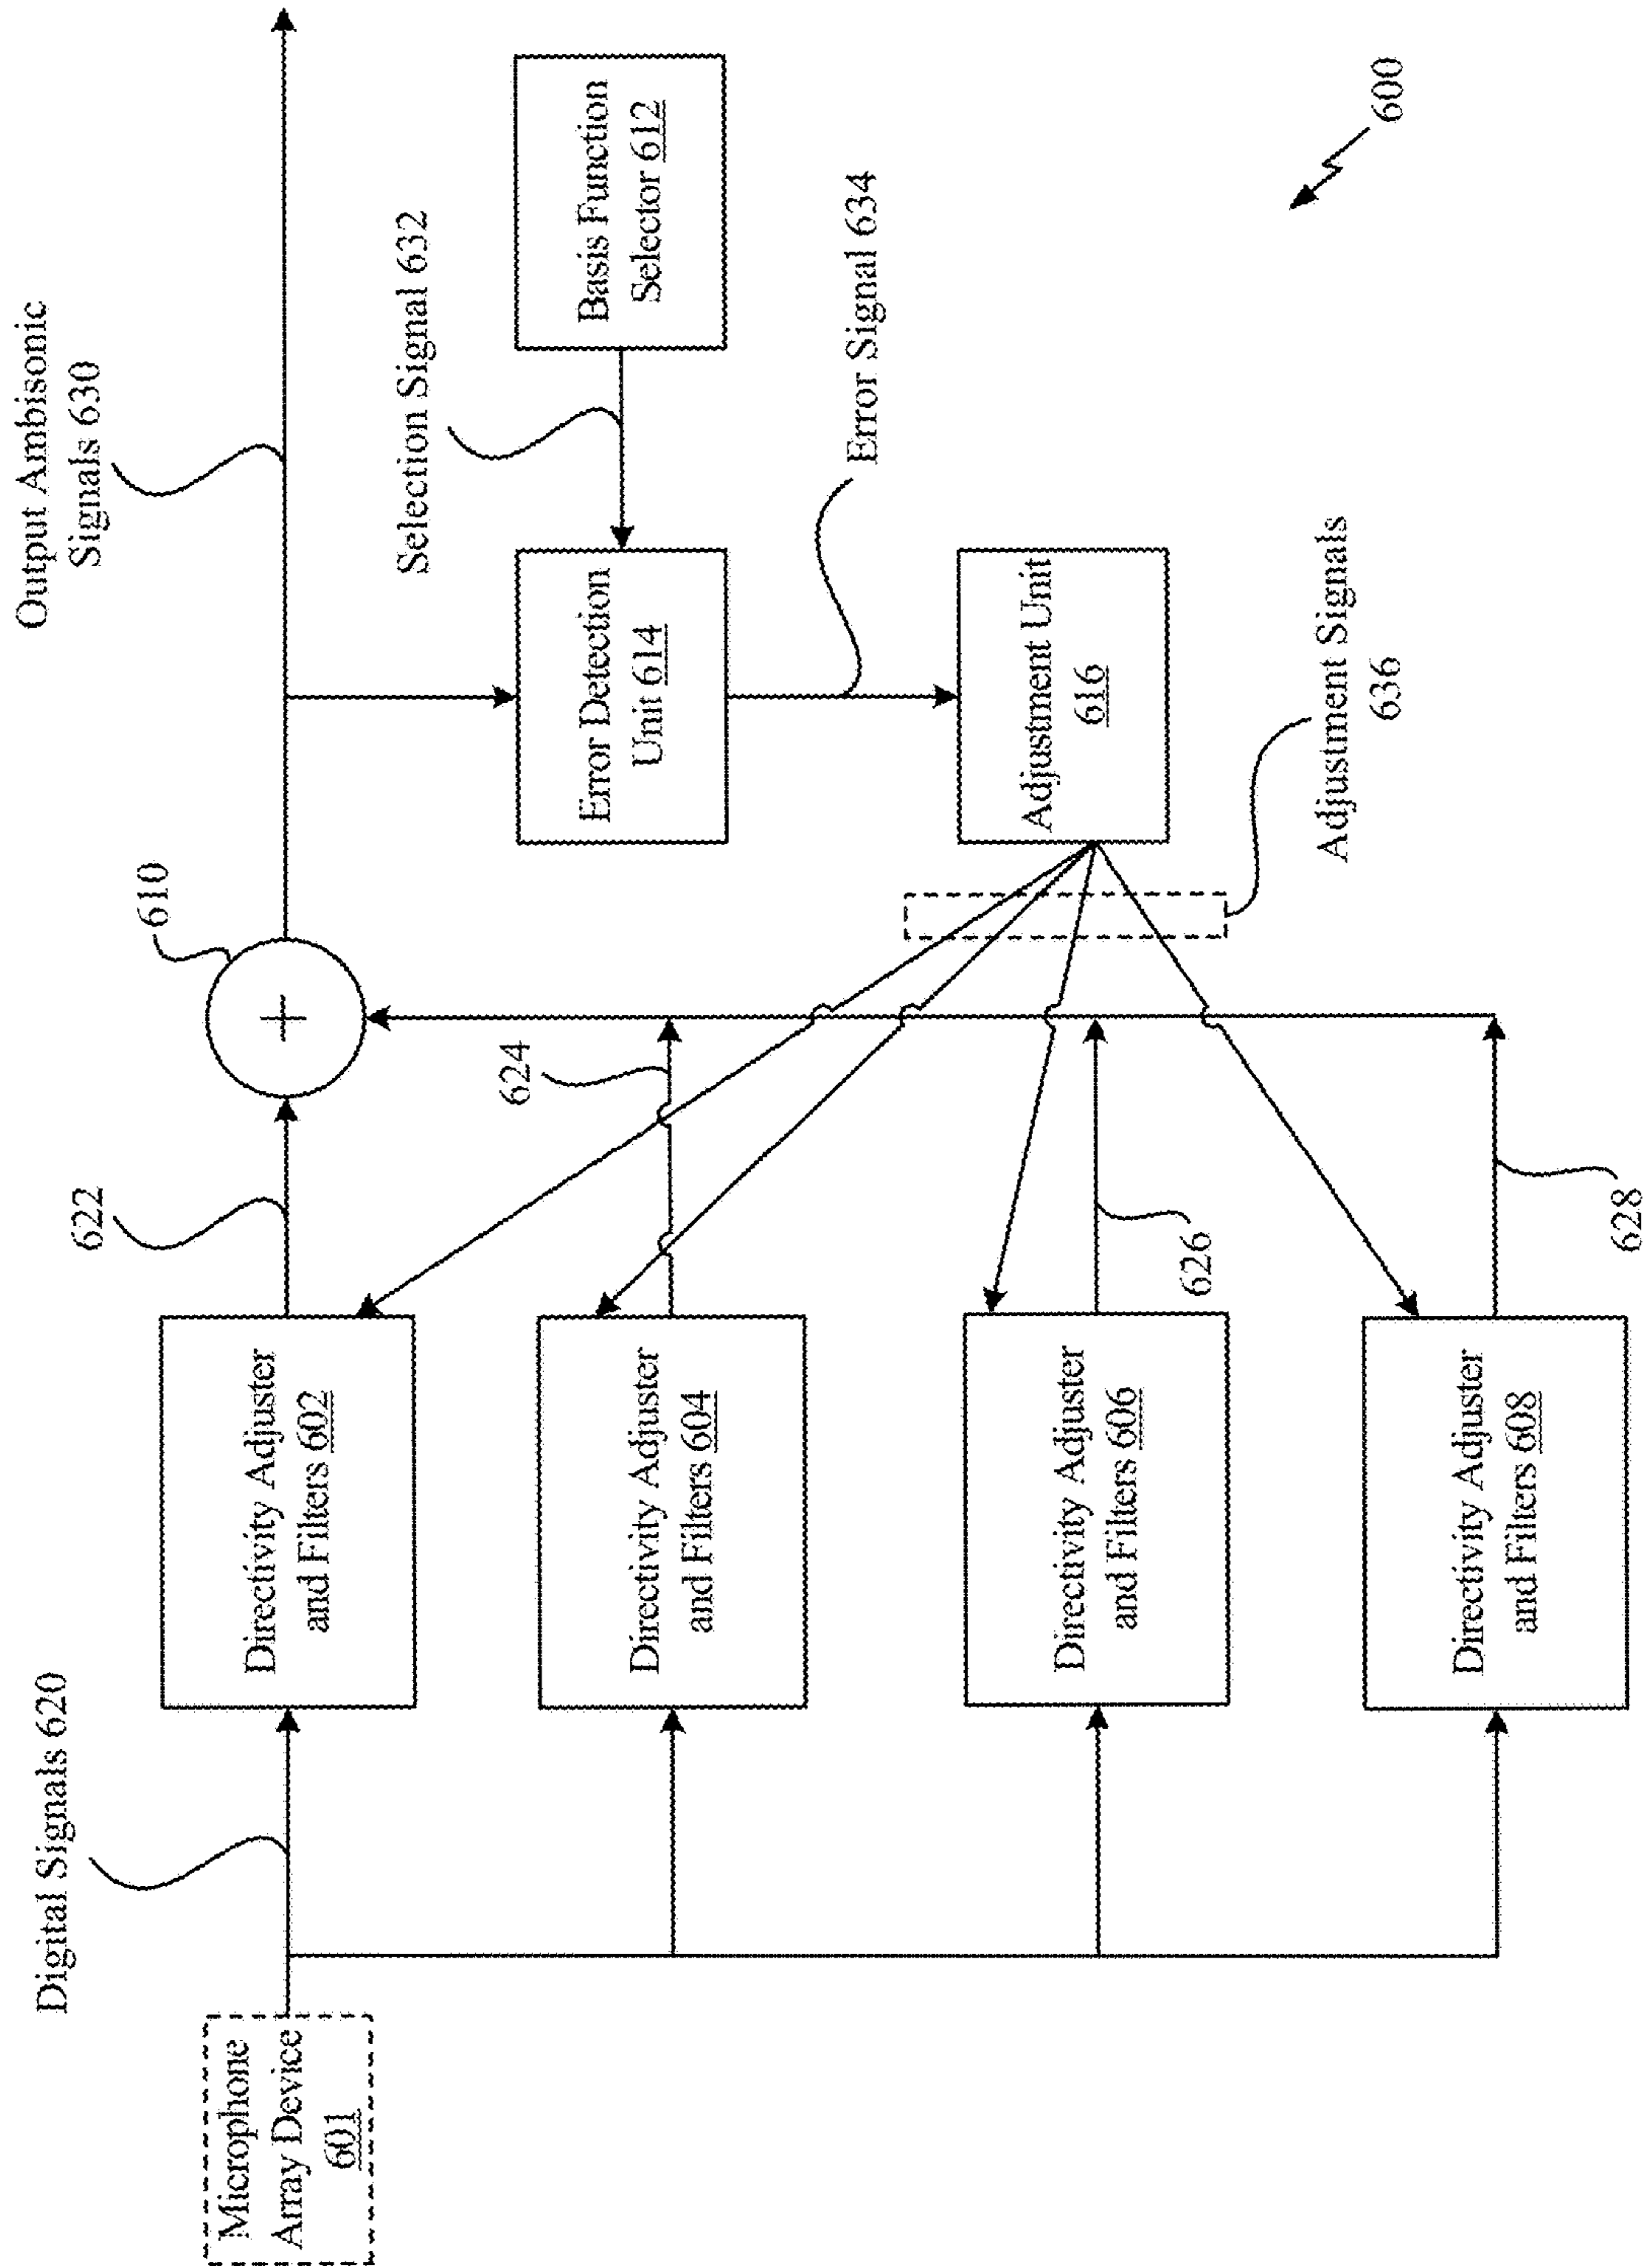 Output Ambisonic
Signals 630
Digital Signals 620
622
610
Microphone
Array Device
601
Directivity Adjuster
and Filters 602
Selection Signal 632
624
Error Detection
Unit 614
Basis Function
Selector 612
Directivity Adjuster
and Filters 604
Error Signal 634
Directivity Adjuster
and Filters 606
626
Adjustment Unit
616
Adjustment Signals
636
Directivity Adjuster
and Filters 608
628
600